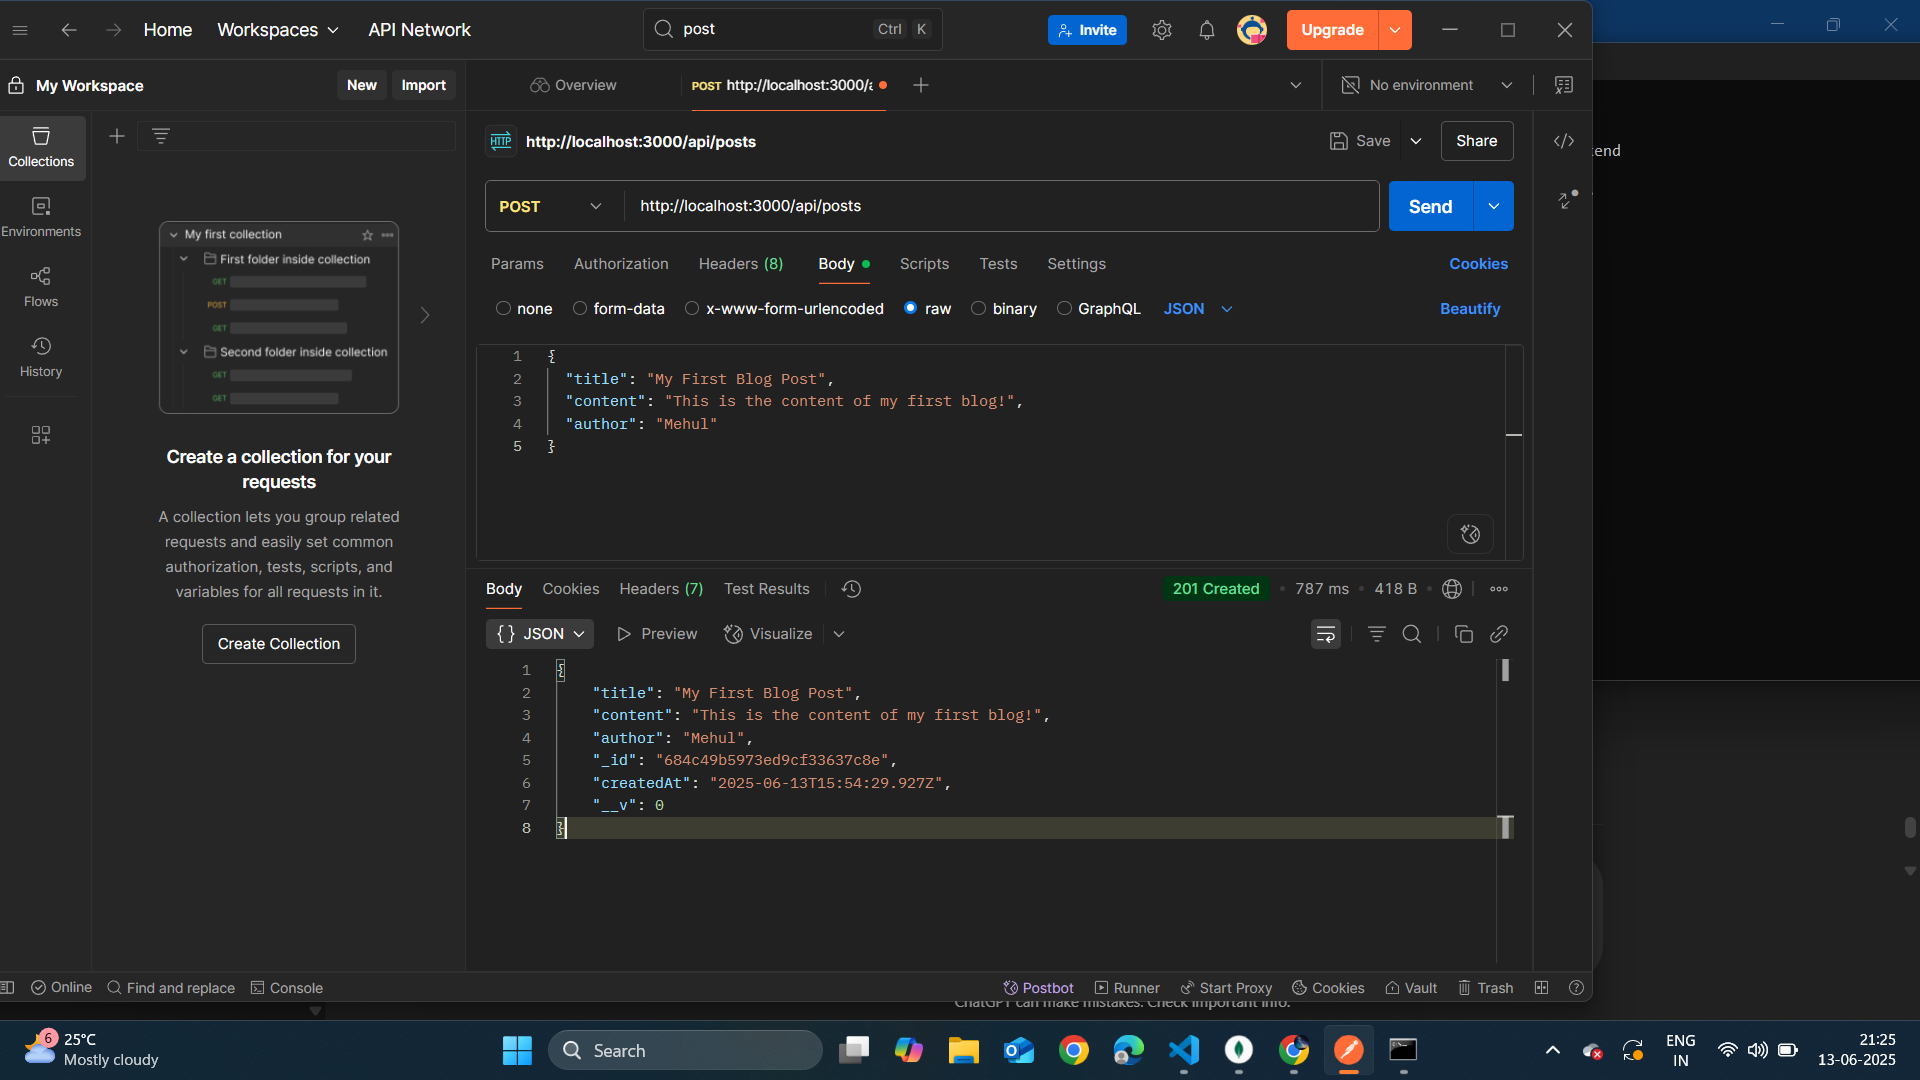 Home
Workspaces
API Network
post
Ctrl
K
Invite
Upgrade
My Workspace
New
Import
Overview
POST http://localhost:3000/a
No environment
Collections
Environments
Flows
History
My first collection
First folder inside collection
GET
POST
GET
Second folder inside collection
GET
GET
Create a collection for your
requests
A collection lets you group related
requests and easily set common
authorization, tests, scripts, and
variables for all requests in it.
Create Collection
HTTP
http://localhost:3000/api/posts
Save
Share
POST
http://localhost:3000/api/posts
Send
Params
Authorization
Headers (8)
Body
Scripts
Tests
Settings
Cookies
none
form-data
x-www-form-urlencoded
raw
binary
GraphQL
JSON
Beautify
1 {
2 "title": "My First Blog Post",
3 "content": "This is the content of my first blog!",
4 "author": "Mehul"
5 }
Body
Cookies
Headers (7)
Test Results
201 Created
787 ms
418 B
{} JSON
Preview
Visualize
1 {
2 "title": "My First Blog Post",
3 "content": "This is the content of my first blog!",
4 "author": "Mehul",
5 "_id": "684c49b5973ed9cf33637c8e",
6 "createdAt": "2025-06-13T15:54:29.927Z",
7 "__v": 0
8 }
Online
Find and replace
Console
Postbot
Runner
Start Proxy
Cookies
Vault
Trash
ChatGPT can make mistakes. Check important info.
6
25°C
Mostly cloudy
Search
ENG
IN
21:25
13-06-2025